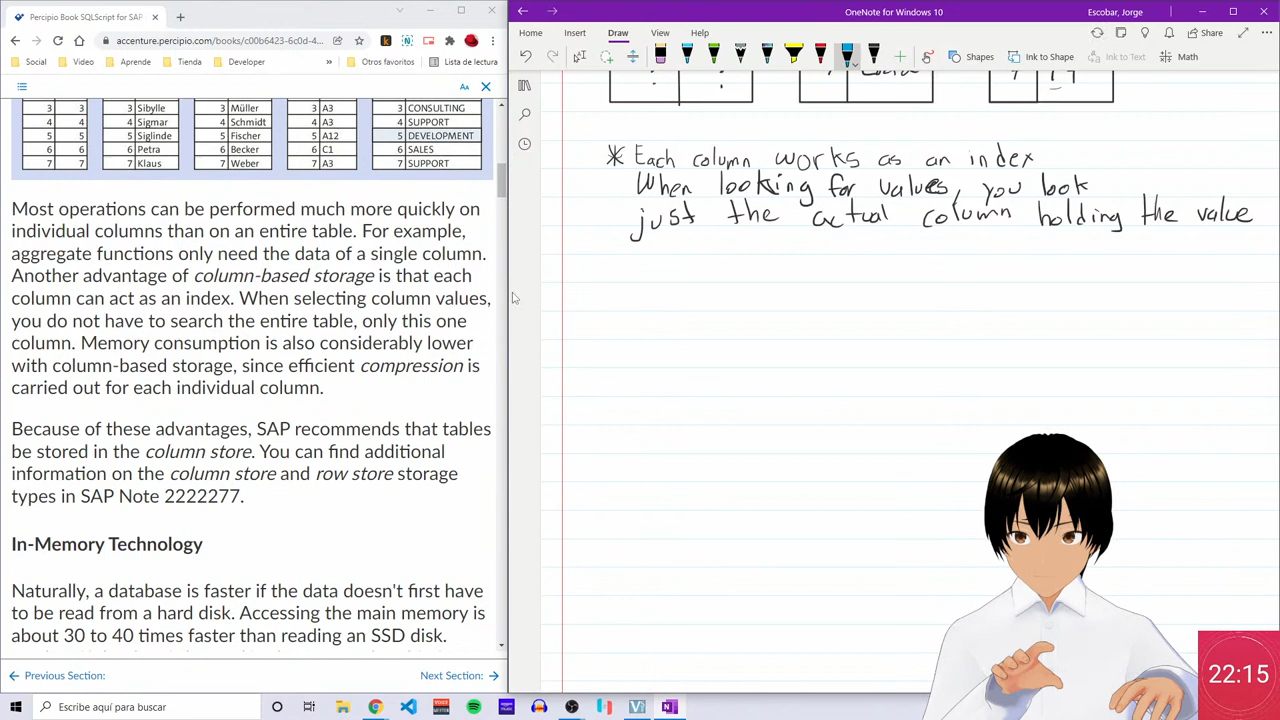 Percipio Book SQLScript for SAP
accenture.percipio.com/books/c00b6423-6c0d-4...
Social
Video
Aprende
Tienda
Developer
»
Otros favoritos
Lista de lectura
3 3 3 Sibylle 3 Müller 3 A3 3 CONSULTING
4 4 4 Sigmar 4 Schmidt 4 A3 4 SUPPORT
5 5 5 Siglinde 5 Fischer 5 A12 5 DEVELOPMENT
6 6 6 Petra 6 Becker 6 C1 6 SALES
7 7 7 Klaus 7 Weber 7 A3 7 SUPPORT
Most operations can be performed much more quickly on
individual columns than on an entire table. For example,
aggregate functions only need the data of a single column.
Another advantage of column-based storage is that each
column can act as an index. When selecting column values,
you do not have to search the entire table, only this one
column. Memory consumption is also considerably lower
with column-based storage, since efficient compression is
carried out for each individual column.
Because of these advantages, SAP recommends that tables
be stored in the column store. You can find additional
information on the column store and row store storage
types in SAP Note 2222277.
In-Memory Technology
Naturally, a database is faster if the data doesn't first have
to be read from a hard disk. Accessing the main memory is
about 30 to 40 times faster than reading an SSD disk.
Previous Section:
Next Section:
OneNote for Windows 10
Escobar, Jorge
Home Insert Draw View Help
Share
Shapes
Ink to Shape
Ink to Text
Math
* Each column works as an index
When looking for values, you look
just the actual column holding the value
22:15
Escribe aquí para buscar